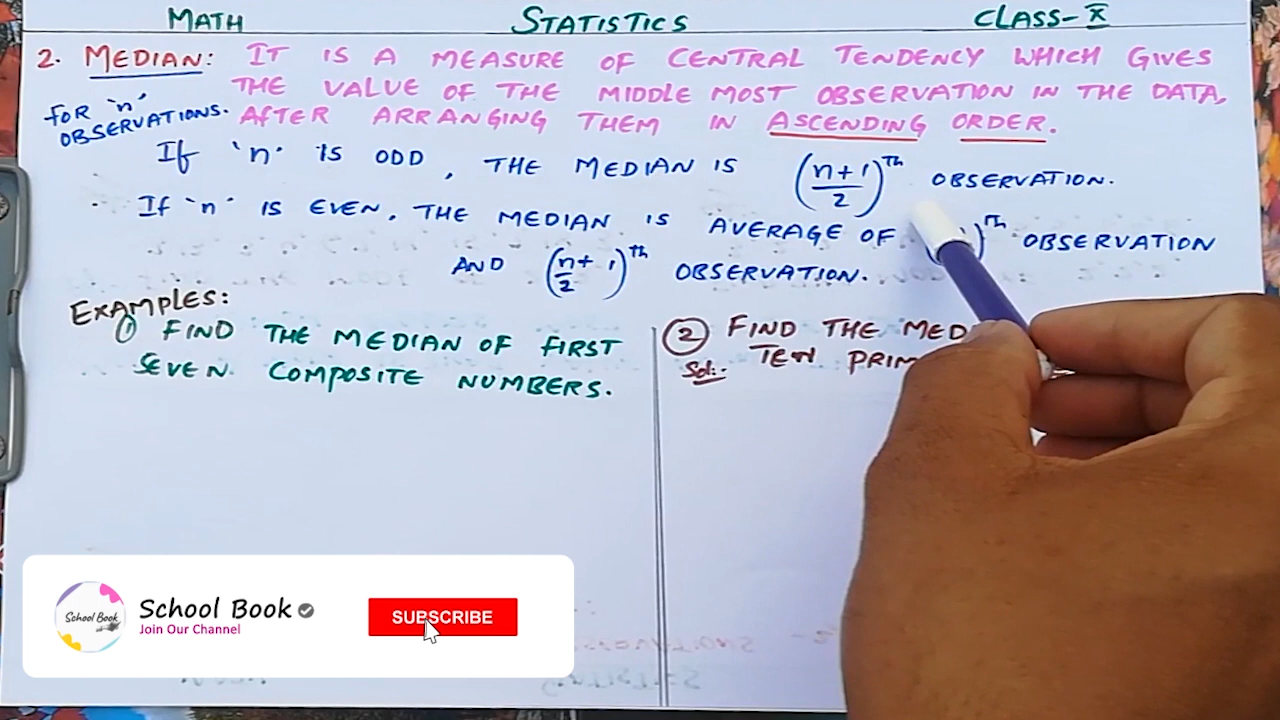 MATH STATISTICS CLASS-X
2. MEDIAN: IT IS A MEASURE OF CENTRAL TENDENCY WHICH GIVES
THE VALUE OF THE MIDDLE MOST OBSERVATION IN THE DATA,
FOR 'n' OBSERVATIONS. AFTER ARRANGING THEM IN ASCENDING ORDER.
If 'n' IS ODD, THE MEDIAN IS ((n+1)/2)^TH OBSERVATION.
If 'n' IS EVEN, THE MEDIAN IS AVERAGE OF TH OBSERVATION
AND (n/2 + 1)^TH OBSERVATION.
EXAMPLES:
① FIND THE MEDIAN OF FIRST
SEVEN COMPOSITE NUMBERS.
② FIND THE
Sol:- TEN
School Book
Join Our Channel
SUBSCRIBE
School Book